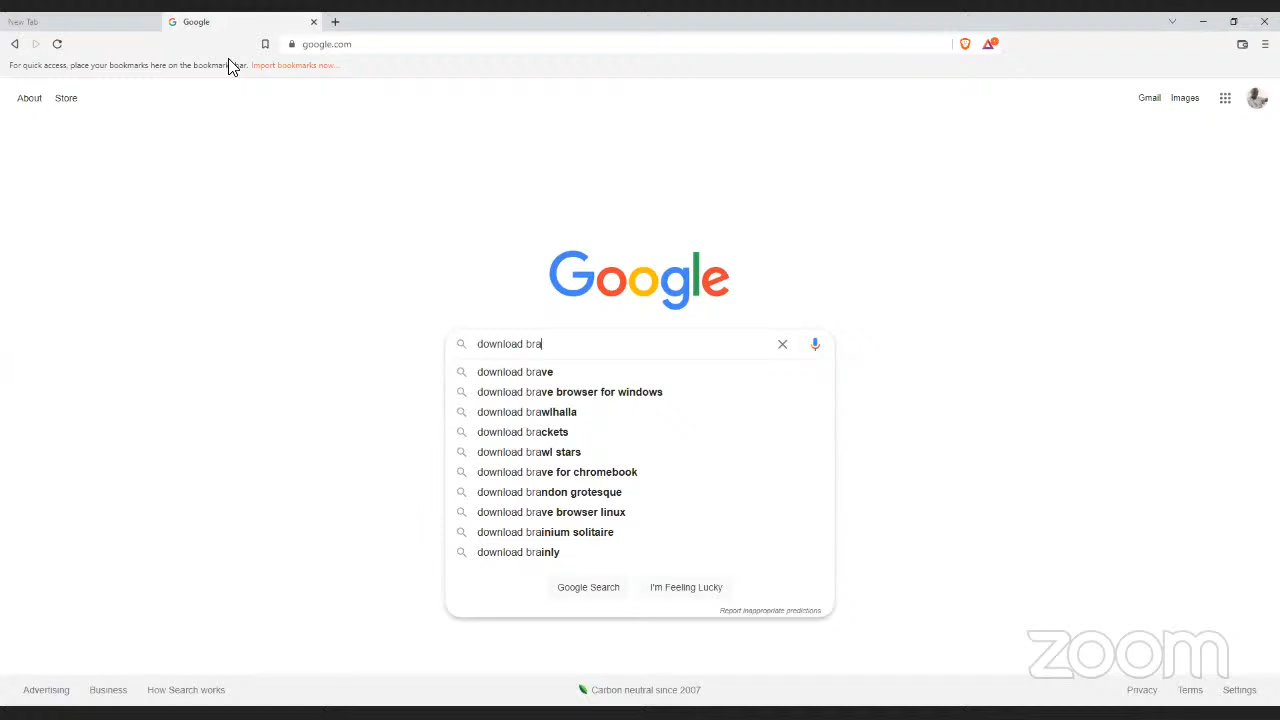 New Tab
Google
google.com
For quick access, place your bookmarks here on the bookmarks bar. Import bookmarks now...
About Store
Gmail Images
Google
download bra
download brave
download brave browser for windows
download brawlhalla
download brackets
download brawl stars
download brave for chromebook
download brandon grotesque
download brave browser linux
download brainium solitaire
download brainly
Google Search I'm Feeling Lucky
Report inappropriate predictions
zoom
Advertising Business How Search works
Carbon neutral since 2007
Privacy Terms Settings